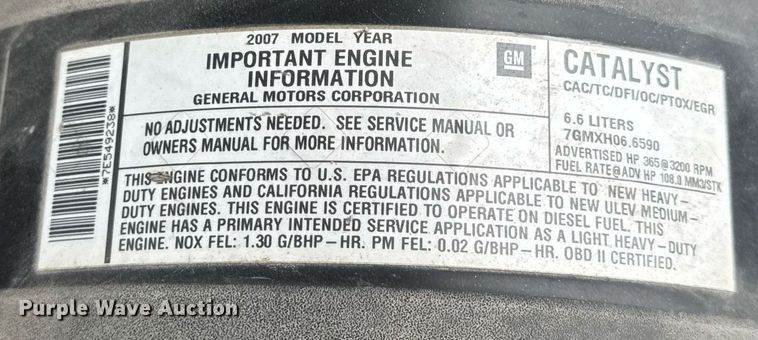 2007 MODEL YEAR
IMPORTANT ENGINE
INFORMATION
GENERAL MOTORS CORPORATION
GM
CATALYST
CAC/TC/DFI/OC/PTOX/EGR
6.6 LITERS
7GMXH06.6590
ADVERTISED HP 365@3200 RPM
FUEL RATE@ADV HP 108.0 MM3/STK
NO ADJUSTMENTS NEEDED. SEE SERVICE MANUAL OR
OWNERS MANUAL FOR MORE INFORMATION.
THIS ENGINE CONFORMS TO U.S. EPA REGULATIONS APPLICABLE TO NEW HEAVY-
DUTY ENGINES AND CALIFORNIA REGULATIONS APPLICABLE TO NEW ULEV MEDIUM-
DUTY ENGINES. THIS ENGINE IS CERTIFIED TO OPERATE ON DIESEL FUEL. THIS
ENGINE HAS A PRIMARY INTENDED SERVICE APPLICATION AS A LIGHT HEAVY-DUTY
ENGINE. NOX FEL: 1.30 G/BHP-HR. PM FEL: 0.02 G/BHP-HR. OBD II CERTIFIED.
*7E549238*
Purple Wave Auction